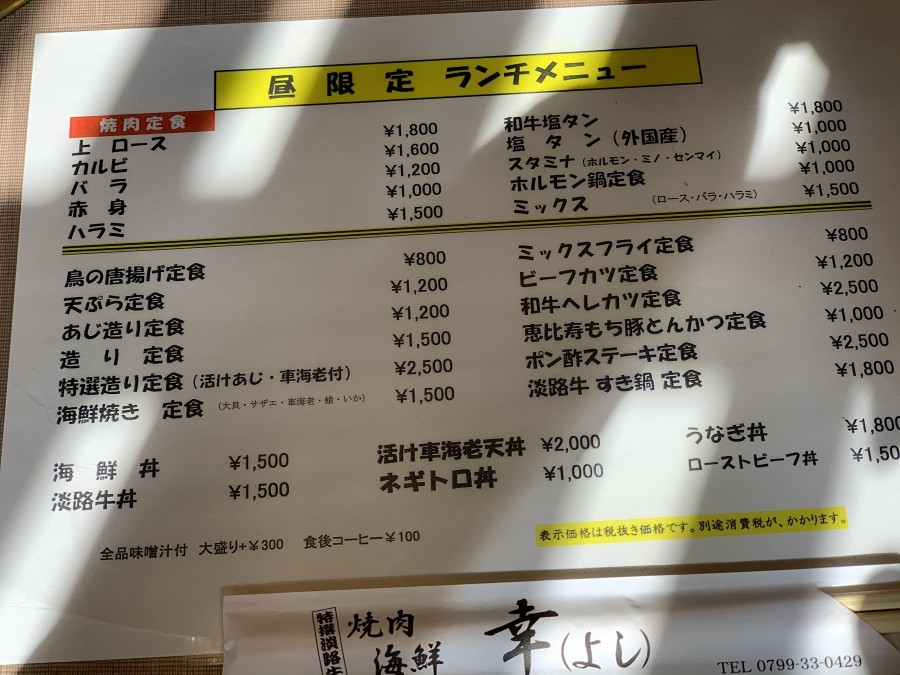 昼 限 定 ランチメニュー
焼肉定食
上 ロース ¥1,800
カルビ ¥1,600
バ ラ ¥1,200
赤 身 ¥1,000
ハラミ ¥1,500
和牛塩タン ¥1,800
塩 タ ン (外国産) ¥1,000
スタミナ (ホルモン・ミノ・センマイ) ¥1,000
ホルモン鍋定食 ¥1,000
ミックス (ロース・バラ・ハラミ) ¥1,500
鳥の唐揚げ定食 ¥800
天ぷら定食 ¥1,200
あじ造り定食 ¥1,200
造 り 定食 ¥1,500
特選造り定食(活けあじ・車海老付) ¥2,500
海鮮焼き 定食 (大貝・サザエ・車海老・蛸・いか) ¥1,500
ミックスフライ定食 ¥800
ビーフカツ定食 ¥1,200
和牛ヘレカツ定食 ¥2,500
恵比寿もち豚とんかつ定食 ¥1,000
ポン酢ステーキ定食 ¥2,500
淡路牛 すき鍋 定食 ¥1,800
海 鮮 丼 ¥1,500
淡路牛丼 ¥1,500
活け車海老天丼 ¥2,000
ネギトロ丼 ¥1,000
うなぎ丼 ¥1,800
ローストビーフ丼 ¥1,50
表示価格は税抜き価格です。別途消費税が、かかります。
全品味噌汁付 大盛り+¥300 食後コーヒー¥100
特撰淡路牛
焼肉
海鮮
幸(よし)
TEL 0799-33-0429